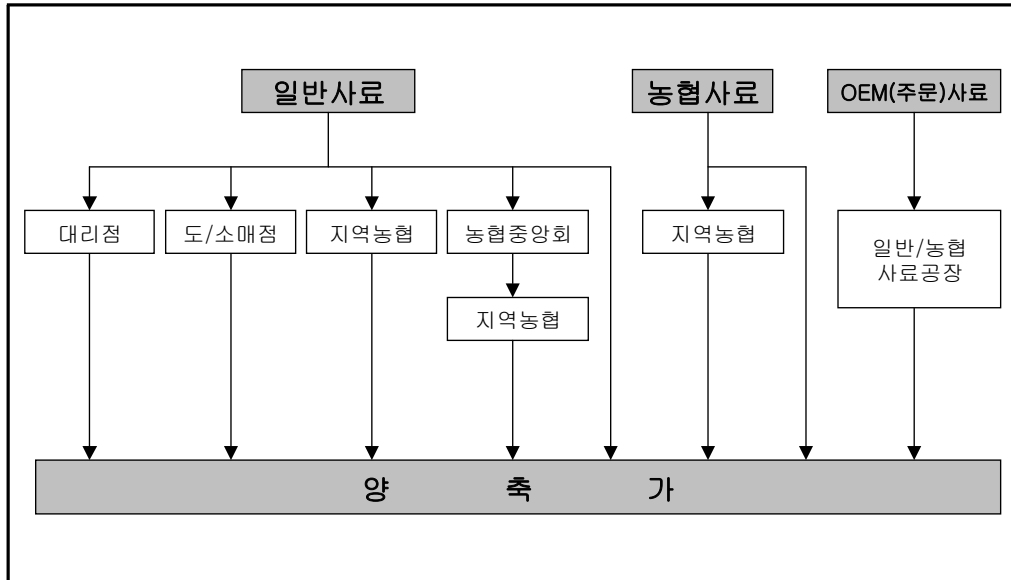 일반사료
농협사료
OEM(주문)사료
대리점
도/소매점
지역농협
농협중앙회
지역농협
일반/농협
사료공장
지역농협
양 축 가